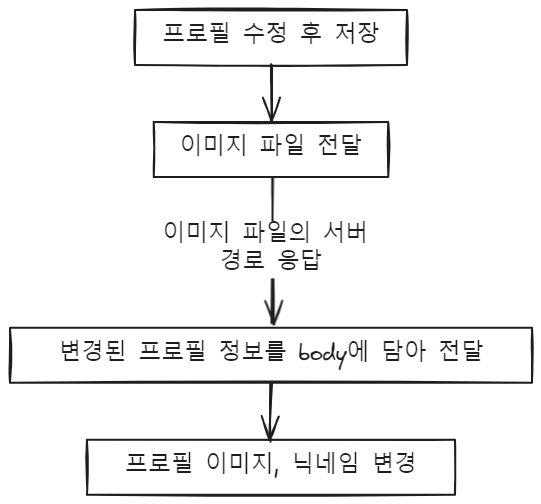 프로필 수정 후 저장
이미지 파일 전달
이미지 파일의 서버
경로 응답
변경된 프로필 정보를 body에 담아 전달
프로필 이미지, 닉네임 변경